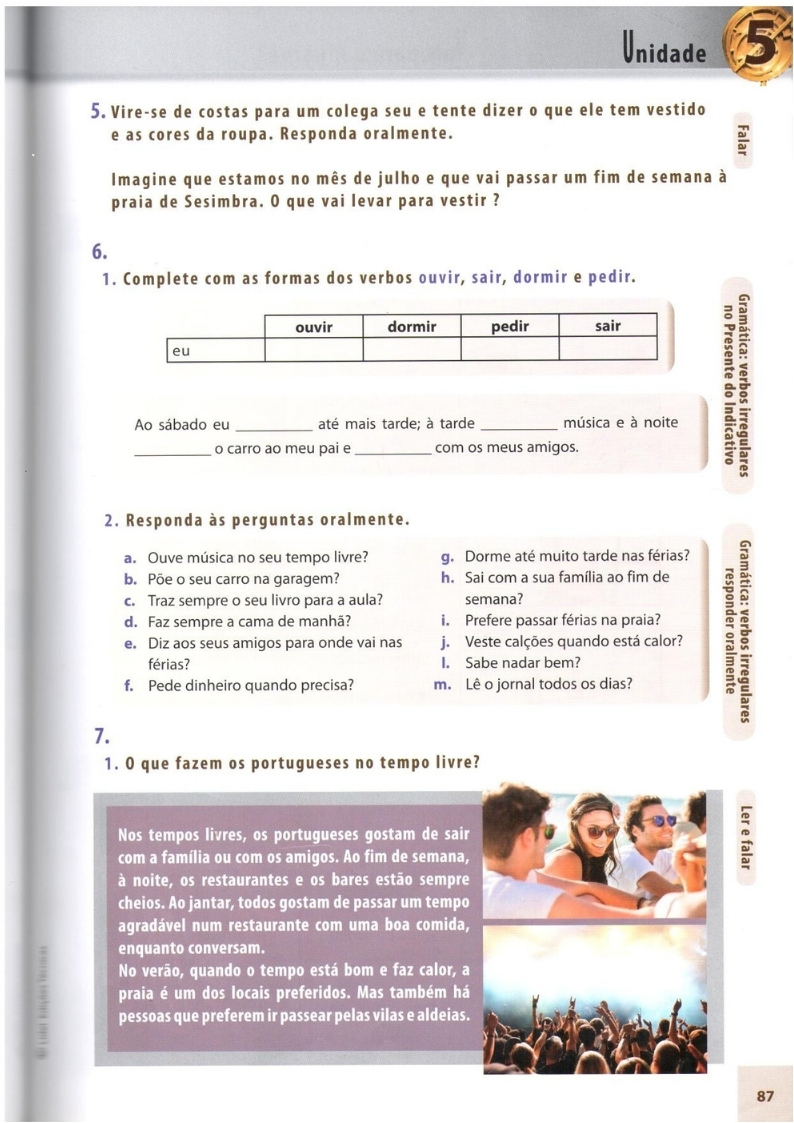 Unidade 5
5. Vire-se de costas para um colega seu e tente dizer o que ele tem vestido
e as cores da roupa. Responda oralmente.
Falar
Imagine que estamos no mês de julho e que vai passar um fim de semana à
praia de Sesimbra. O que vai levar para vestir ?
6.
1. Complete com as formas dos verbos ouvir, sair, dormir e pedir.
ouvir dormir pedir sair
eu
Gramática: verbos irregulares
no Presente do Indicativo
Ao sábado eu __________ até mais tarde; à tarde __________ música e à noite
__________ o carro ao meu pai e __________ com os meus amigos.
2. Responda às perguntas oralmente.
a. Ouve música no seu tempo livre?
b. Põe o seu carro na garagem?
c. Traz sempre o seu livro para a aula?
d. Faz sempre a cama de manhã?
e. Diz aos seus amigos para onde vai nas
férias?
f. Pede dinheiro quando precisa?
g. Dorme até muito tarde nas férias?
h. Sai com a sua família ao fim de
semana?
i. Prefere passar férias na praia?
j. Veste calções quando está calor?
l. Sabe nadar bem?
m. Lê o jornal todos os dias?
Gramática: verbos irregulares
responder oralmente
7.
1. O que fazem os portugueses no tempo livre?
Ler e falar
Nos tempos livres, os portugueses gostam de sair
com a família ou com os amigos. Ao fim de semana,
à noite, os restaurantes e os bares estão sempre
cheios. Ao jantar, todos gostam de passar um tempo
agradável num restaurante com uma boa comida,
enquanto conversam.
No verão, quando o tempo está bom e faz calor, a
praia é um dos locais preferidos. Mas também há
pessoas que preferem ir passear pelas vilas e aldeias.
© Lidel Edições Técnicas
87